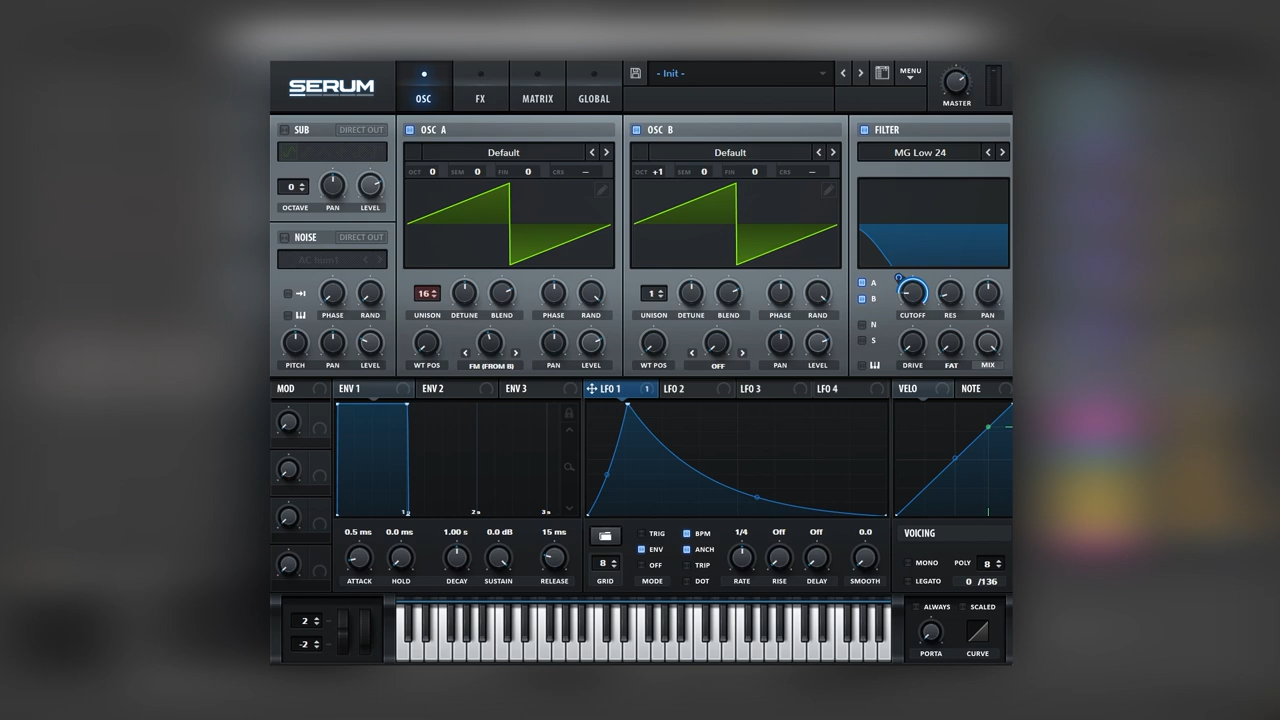 SERUM
OSC
FX
MATRIX
GLOBAL
- Init -
MENU
MASTER
SUB
DIRECT OUT
0
OCTAVE
PAN
LEVEL
NOISE
DIRECT OUT
AC hum1
PHASE
RAND
PITCH
PAN
LEVEL
OSC A
Default
OCT 0 SEM 0 FIN 0 CRS --
16
UNISON
DETUNE
BLEND
PHASE
RAND
WT POS
FM (FROM B)
PAN
LEVEL
OSC B
Default
OCT +1 SEM 0 FIN 0 CRS --
1
UNISON
DETUNE
BLEND
PHASE
RAND
WT POS
OFF
PAN
LEVEL
FILTER
MG Low 24
A
B
N
S
CUTOFF
RES
PAN
DRIVE
FAT
MIX
MOD
ENV 1
ENV 2
ENV 3
LFO 1
1
LFO 2
LFO 3
LFO 4
VELO
NOTE
1s
2s
3s
0.5 ms
0.0 ms
1.00 s
0.0 dB
15 ms
ATTACK
HOLD
DECAY
SUSTAIN
RELEASE
8
GRID
TRIG
ENV
OFF
MODE
BPM
ANCH
TRIP
DOT
1/4
Off
Off
0.0
RATE
RISE
DELAY
SMOOTH
VOICING
MONO
POLY
8
LEGATO
0 /136
2
-2
ALWAYS
SCALED
PORTA
CURVE